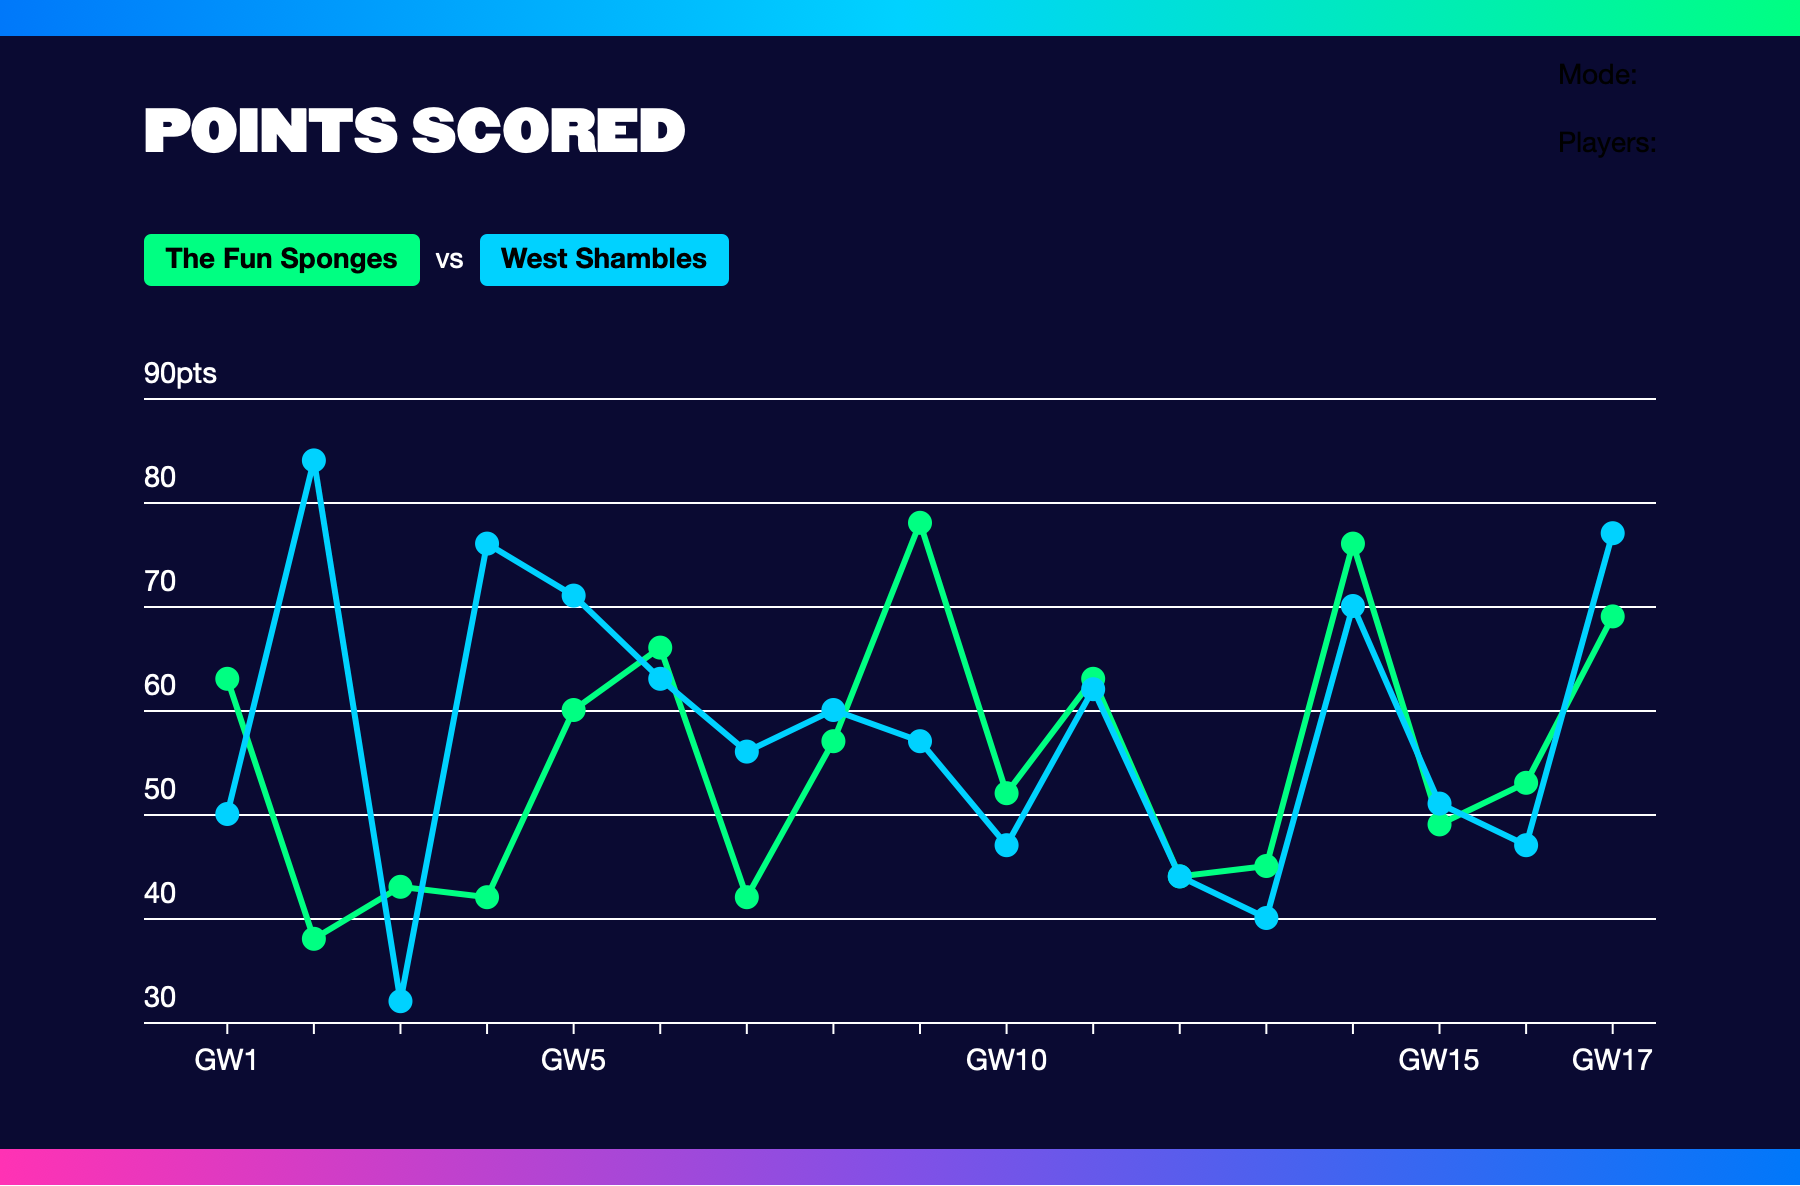 Mode:
POINTS SCORED
Players:
The Fun Sponges vs West Shambles
90pts
80
70
60
50
40
30
GW1 GW5 GW10 GW15 GW17